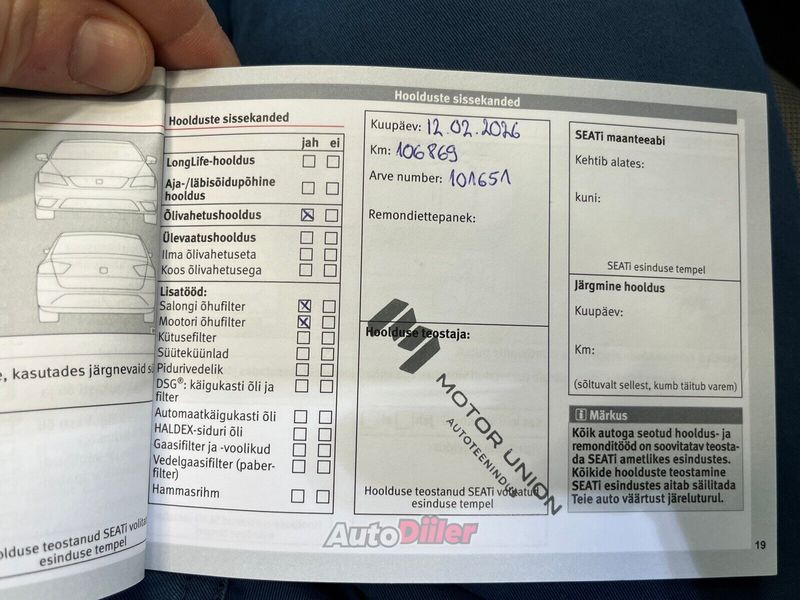 Hoolduste sissekanded
Hoolduste sissekanded
jah ei
LongLife-hooldus
Aja-/läbisõidupõhine
hooldus
Õlivahetushooldus
Ülevaatushooldus
Ilma õlivahetuseta
Koos õlivahetusega
Lisatööd:
Salongi õhufilter
Mootori õhufilter
Kütusefilter
Süüteküünlad
Pidurivedelik
DSG®: käigukasti õli ja
filter
Automaatkäigukasti õli
HALDEX-siduri õli
Gaasifilter ja -voolikud
Vedelgaasifilter (paber-
filter)
Hammasrihm
Kuupäev: 12.02.2026
Km: 106869
Arve number: 101651
Remondiettepanek:
Hoolduse teostaja:
MOTOR UNION
AUTOTEENINDUS
Hoolduse teostanud SEATi volitatud
esinduse tempel
SEATi maanteeabi
Kehtib alates:
kuni:
SEATi esinduse tempel
Järgmine hooldus
Kuupäev:
Km:
(sõltuvalt sellest, kumb täitub varem)
Märkus
Kõik autoga seotud hooldus- ja
remonditööd on soovitatav teosta-
da SEATi ametlikes esindustes.
Kõikide hoolduste teostamine
SEATi esindustes aitab säilitada
Teie auto väärtust järeluturul.
19
, kasutades järgnevaid
olduse teostanud SEATi
esinduse tempel
AutoDiiler